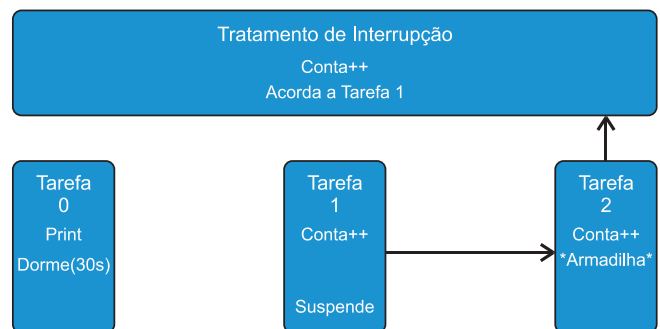 Tratamento de Interrupção
Conta++
Acorda a Tarefa 1
Tarefa
0
Print
Dorme(30s)
Tarefa
1
Conta++
Suspende
Tarefa
2
Conta++
*Armadilha*